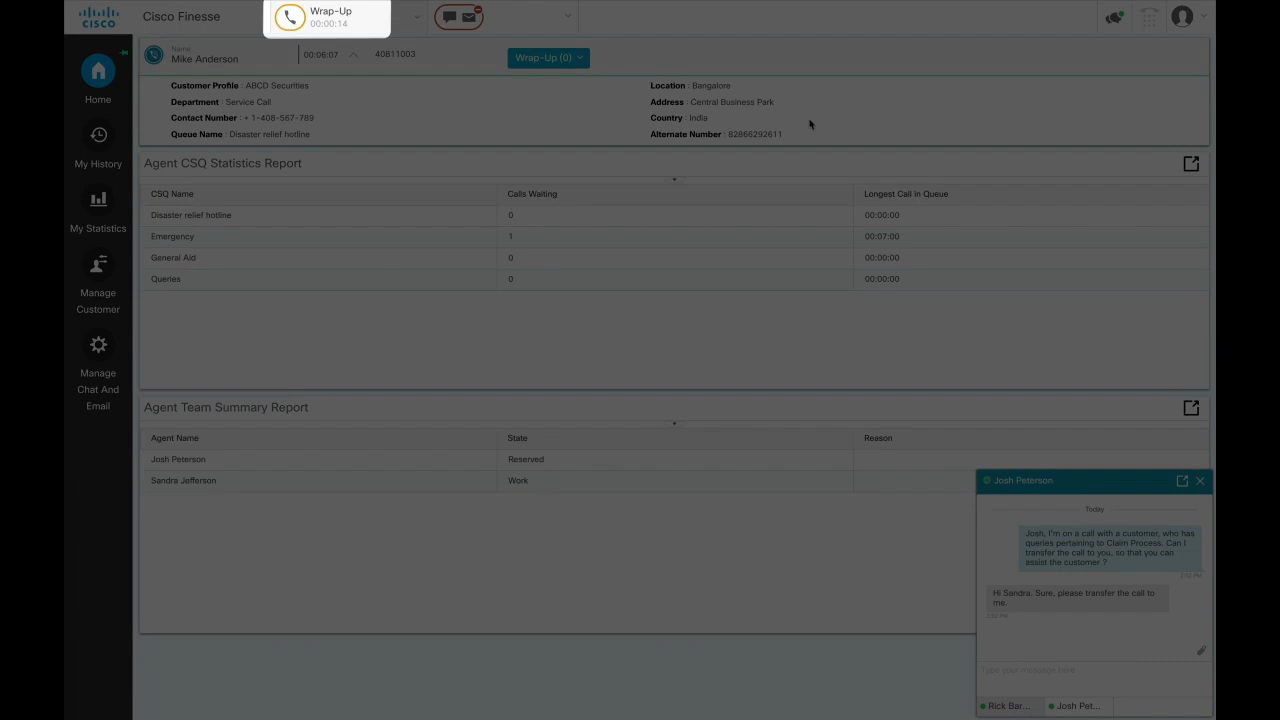 CISCO
Cisco Finesse
Wrap-Up
00:00:14
Home
My History
My Statistics
Manage
Customer
Manage
Chat And
Email
Name
Mike Anderson
00:06:07
40811003
Wrap-Up (0)
Customer Profile : ABCD Securities
Department : Service Call
Contact Number : + 1-408-567-789
Queue Name : Disaster relief hotline
Location : Bangalore
Address : Central Business Park
Country : India
Alternate Number : 82866292611
Agent CSQ Statistics Report
CSQ Name Calls Waiting Longest Call in Queue
Disaster relief hotline 0 00:00:00
Emergency 1 00:07:00
General Aid 0 00:00:00
Queries 0 00:00:00
Agent Team Summary Report
Agent Name State Reason
Josh Peterson Reserved
Sandra Jefferson Work
Josh Peterson
Today
Josh, I'm on a call with a customer, who has
queries pertaining to Claim Process. Can I
transfer the call to you, so that you can
assist the customer ?
Hi Sandra. Sure, please transfer the call to
me.
Type your message here
Rick Bar... Josh Pet...